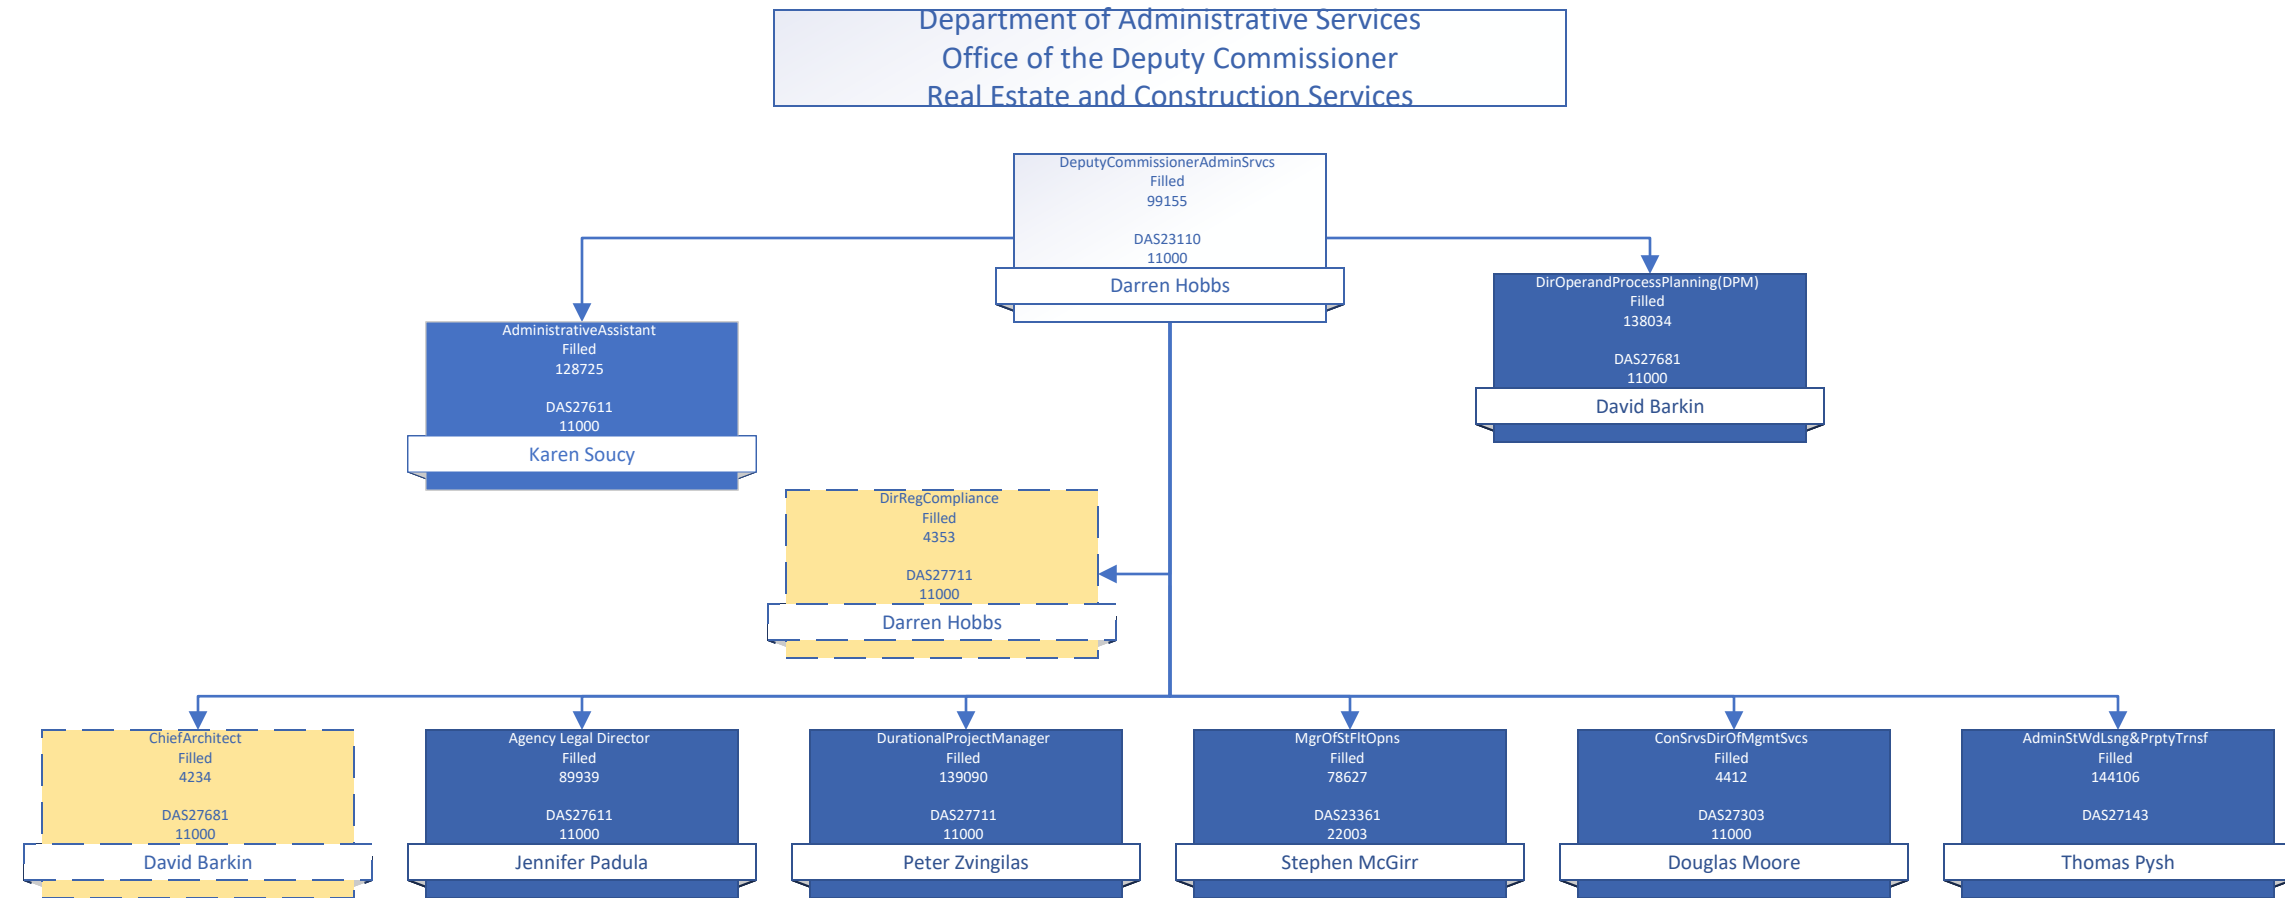 Department of Administrative Services
Office of the Deputy Commissioner
Real Estate and Construction Services
DeputyCommissionerAdminSrvcs
Filled
99155
DAS23110
11000
Darren Hobbs
DirOperandProcessPlanning(DPM)
Filled
138034
DAS27681
11000
David Barkin
AdministrativeAssistant
Filled
128725
DAS27611
11000
Karen Soucy
DirRegCompliance
Filled
4353
DAS27711
11000
Darren Hobbs
ChiefArchitect
Filled
4234
DAS27681
11000
David Barkin
Agency Legal Director
Filled
89939
DAS27611
11000
Jennifer Padula
DurationalProjectManager
Filled
139090
DAS27711
11000
Peter Zvingilas
MgrOfStFltOpns
Filled
78627
DAS23361
22003
Stephen McGirr
ConSrvsDirOfMgmtSvcs
Filled
4412
DAS27303
11000
Douglas Moore
AdminStWdLsng&PrptyTrnsf
Filled
144106
DAS27143
Thomas Pysh